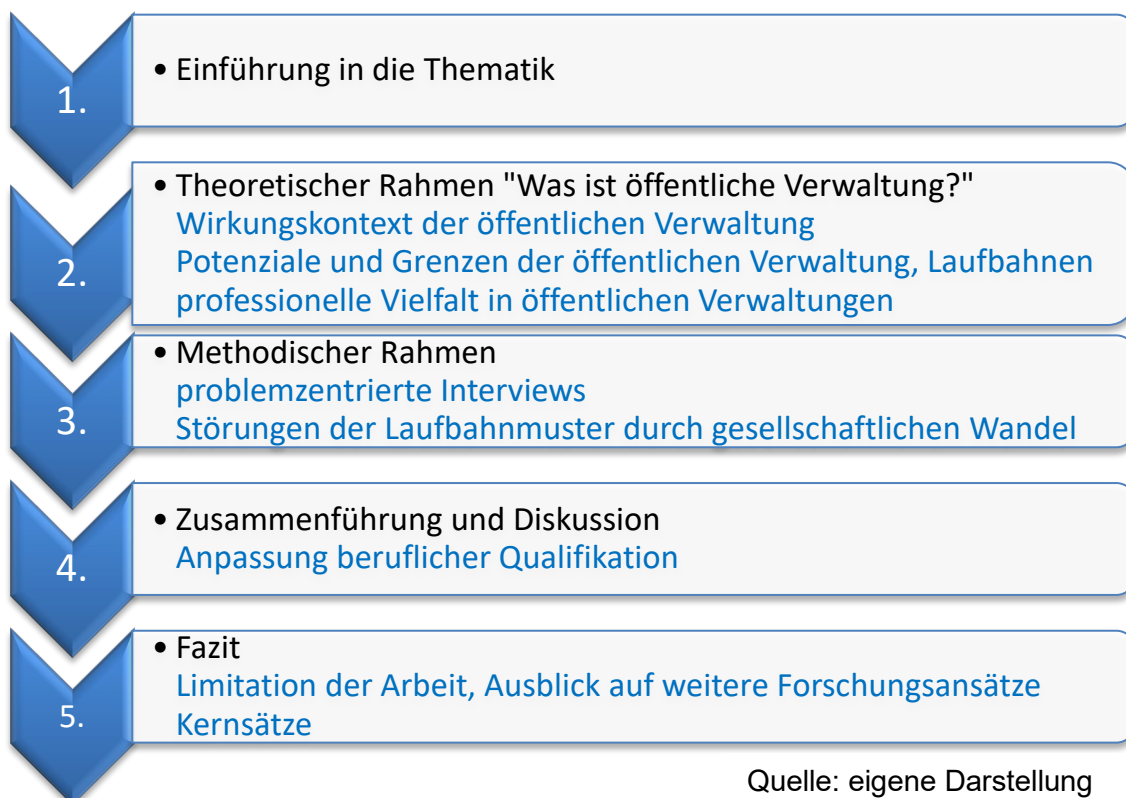 1.
• Einführung in die Thematik
2.
• Theoretischer Rahmen "Was ist öffentliche Verwaltung?"
Wirkungskontext der öffentlichen Verwaltung
Potenziale und Grenzen der öffentlichen Verwaltung, Laufbahnen
professionelle Vielfalt in öffentlichen Verwaltungen
3.
• Methodischer Rahmen
problemzentrierte Interviews
Störungen der Laufbahnmuster durch gesellschaftlichen Wandel
4.
• Zusammenführung und Diskussion
Anpassung beruflicher Qualifikation
5.
• Fazit
Limitation der Arbeit, Ausblick auf weitere Forschungsansätze
Kernsätze
Quelle: eigene Darstellung